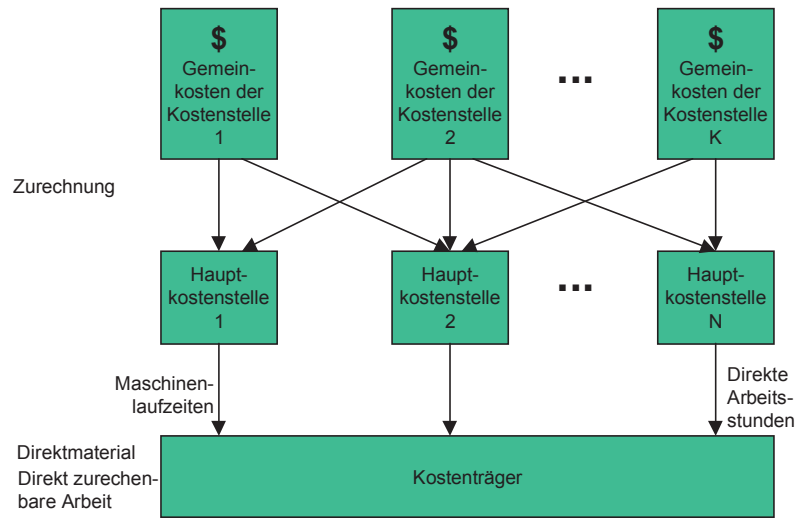 $
Gemein-
kosten der
Kostenstelle
1
$
Gemein-
kosten der
Kostenstelle
2
...
$
Gemein-
kosten der
Kostenstelle
K
Zurechnung
Haupt-
kostenstelle
1
Haupt-
kostenstelle
2
...
Haupt-
kostenstelle
N
Maschinen-
laufzeiten
Direkte
Arbeits-
stunden
Direktmaterial
Direkt zurechen-
bare Arbeit
Kostenträger